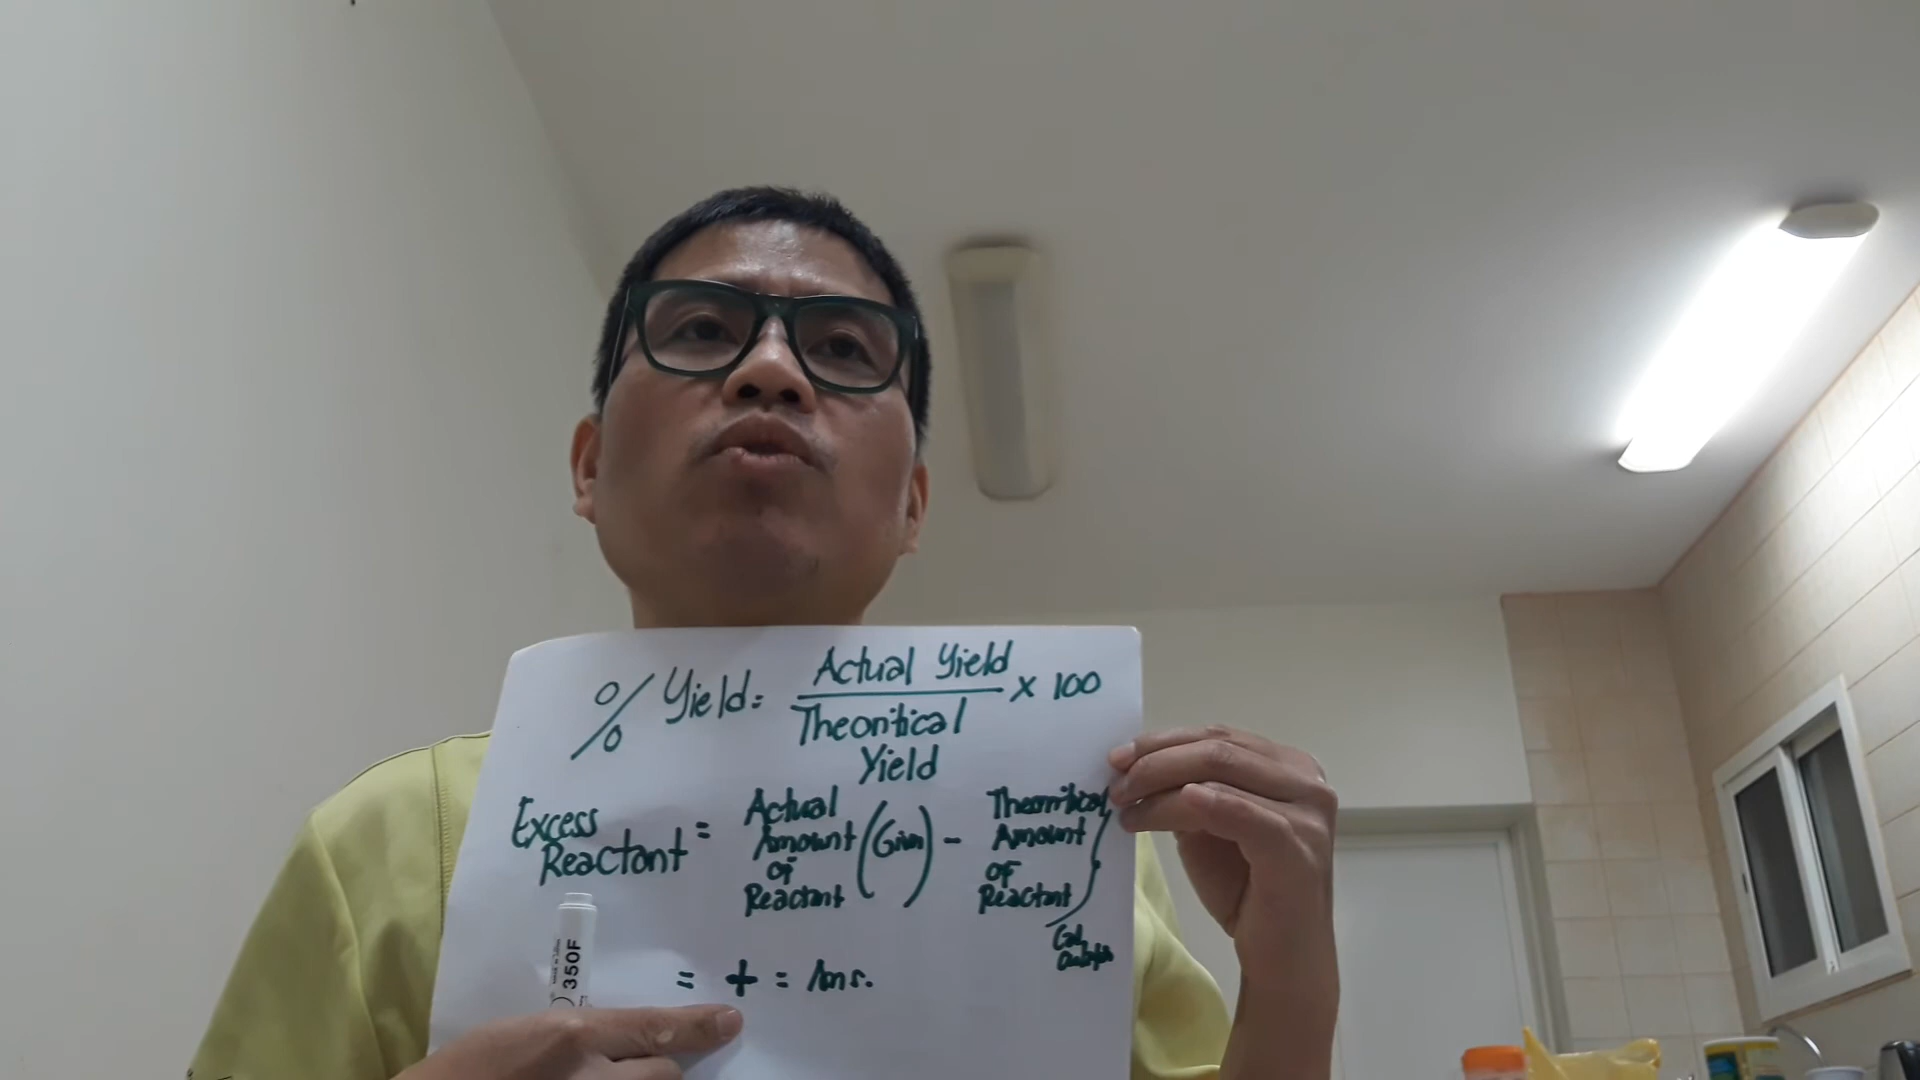 % Yield = Actual Yield x 100
Theoritical
Yield
Excess
Reactant = Actual Amount of Reactant (Given) - Theoritical Amount of Reactant
= + = Ans.
350F